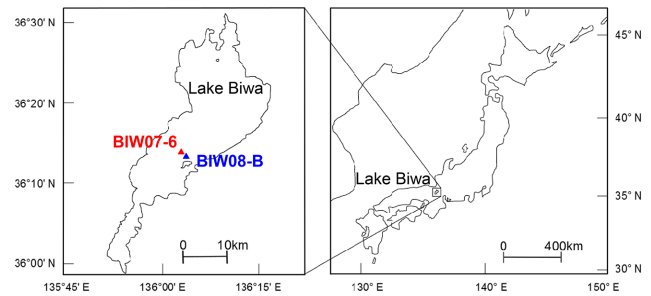 36°30' N
36°20' N
36°10' N
36°00' N
Lake Biwa
BIW07-6
BIW08-B
0 10km
135°45' E 136°00' E 136°15' E
Lake Biwa
0 400km
45° N
40° N
35° N
30° N
130° E 140° E 150° E